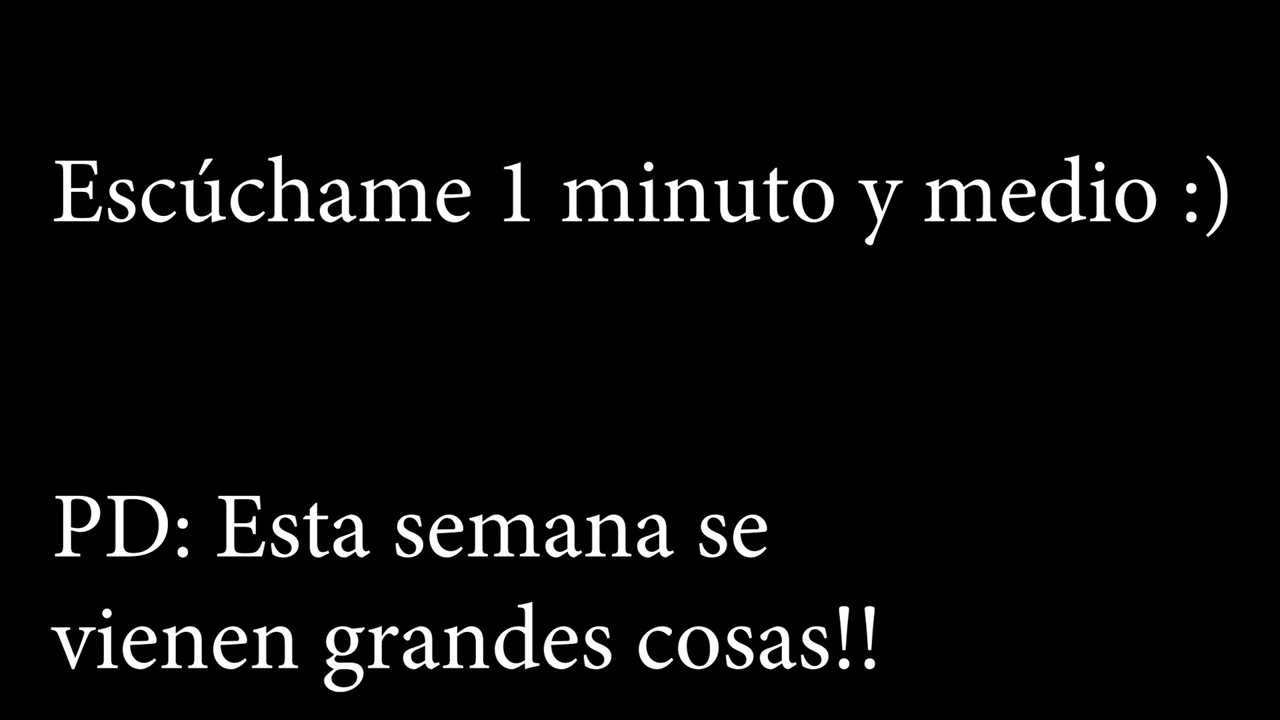 Escúchame 1 minuto y medio :)
PD: Esta semana se
vienen grandes cosas!!